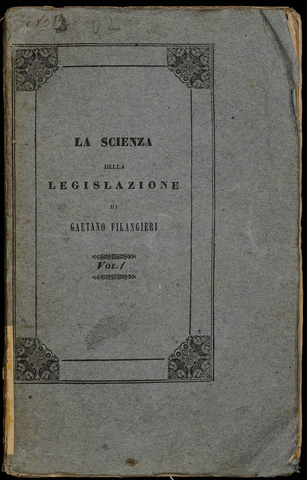 LA SCIENZA
DELLA
LEGISLAZIONE
DI
GAETANO FILANGIERI
VOL. I.